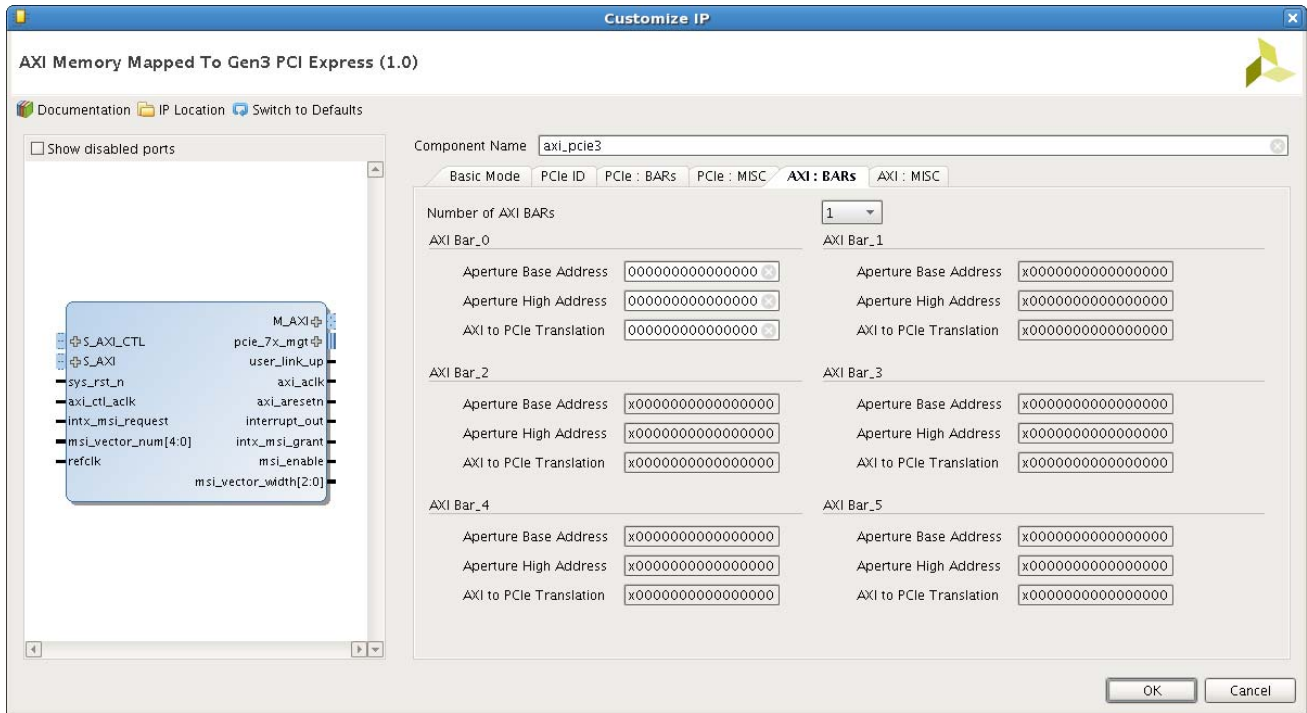 Customize IP
AXI Memory Mapped To Gen3 PCI Express (1.0)
Documentation IP Location Switch to Defaults
Show disabled ports
M_AXI
S_AXI_CTL pcie_7x_mgt
S_AXI user_link_up
sys_rst_n axi_aclk
axi_ctl_aclk axi_aresetn
intx_msi_request interrupt_out
msi_vector_num[4:0] intx_msi_grant
refclk msi_enable
msi_vector_width[2:0]
Component Name axi_pcie3
Basic Mode PCIe ID PCIe : BARs PCIe : MISC AXI : BARs AXI : MISC
Number of AXI BARs 1
AXI Bar_0 AXI Bar_1
Aperture Base Address 000000000000000 Aperture Base Address x0000000000000000
Aperture High Address 000000000000000 Aperture High Address x0000000000000000
AXI to PCIe Translation 000000000000000 AXI to PCIe Translation x0000000000000000
AXI Bar_2 AXI Bar_3
Aperture Base Address x0000000000000000 Aperture Base Address x0000000000000000
Aperture High Address x0000000000000000 Aperture High Address x0000000000000000
AXI to PCIe Translation x0000000000000000 AXI to PCIe Translation x0000000000000000
AXI Bar_4 AXI Bar_5
Aperture Base Address x0000000000000000 Aperture Base Address x0000000000000000
Aperture High Address x0000000000000000 Aperture High Address x0000000000000000
AXI to PCIe Translation x0000000000000000 AXI to PCIe Translation x0000000000000000
OK Cancel